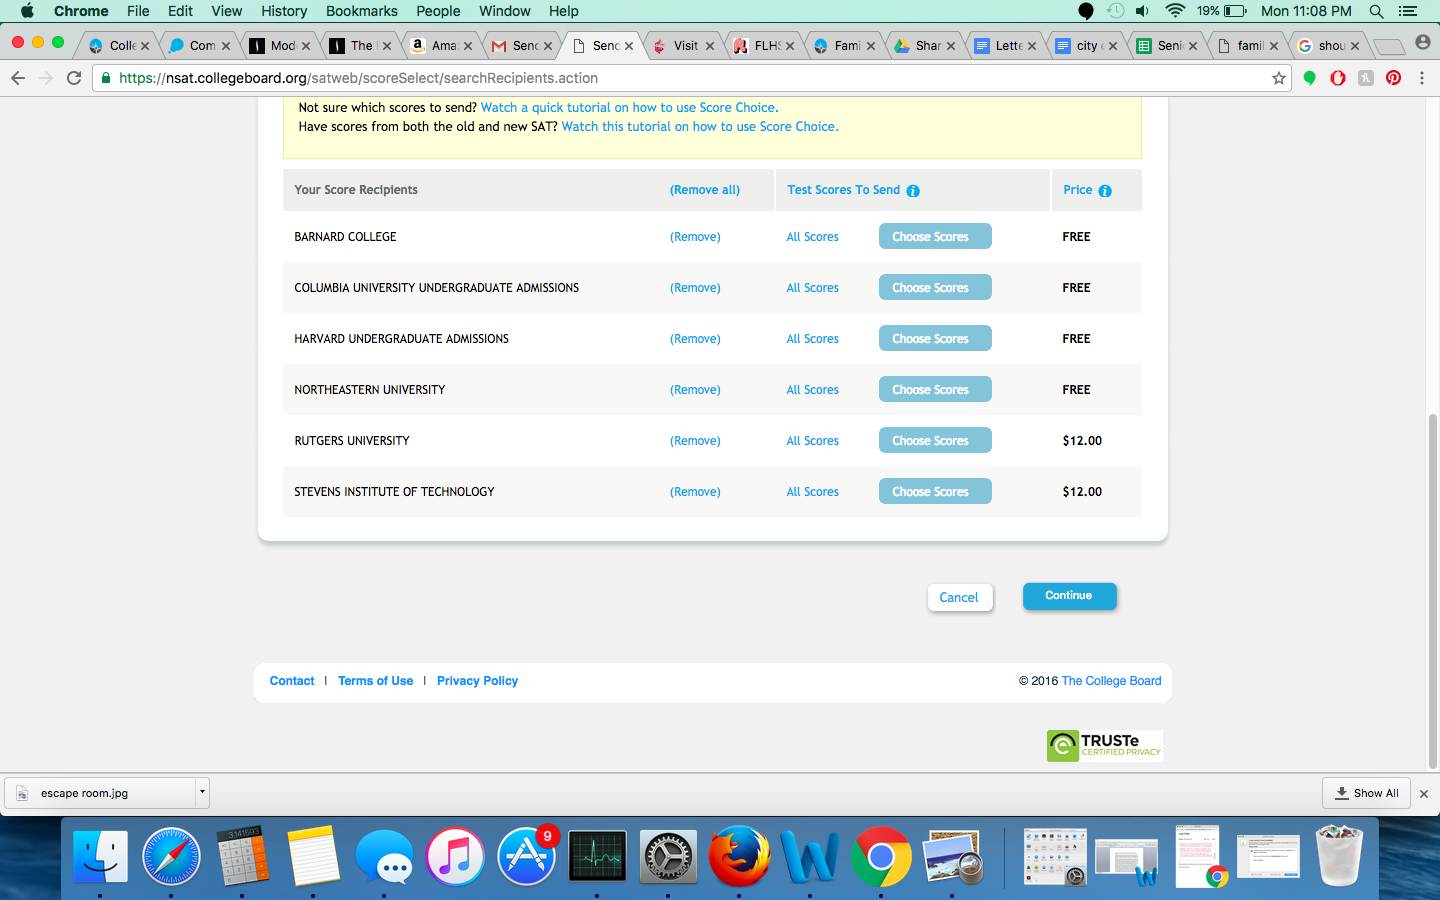 Chrome File Edit View History Bookmarks People Window Help 19% Mon 11:08 PM
Colle Com Mod The Ama Send Send Visit FLHS Fami Shar Lette city Senio famil shou
https://nsat.collegeboard.org/satweb/scoreSelect/searchRecipients.action
Not sure which scores to send? Watch a quick tutorial on how to use Score Choice.
Have scores from both the old and new SAT? Watch this tutorial on how to use Score Choice.
Your Score Recipients (Remove all) Test Scores To Send i Price i
BARNARD COLLEGE (Remove) All Scores Choose Scores FREE
COLUMBIA UNIVERSITY UNDERGRADUATE ADMISSIONS (Remove) All Scores Choose Scores FREE
HARVARD UNDERGRADUATE ADMISSIONS (Remove) All Scores Choose Scores FREE
NORTHEASTERN UNIVERSITY (Remove) All Scores Choose Scores FREE
RUTGERS UNIVERSITY (Remove) All Scores Choose Scores $12.00
STEVENS INSTITUTE OF TECHNOLOGY (Remove) All Scores Choose Scores $12.00
Cancel Continue
Contact | Terms of Use | Privacy Policy © 2016 The College Board
TRUSTe
CERTIFIED PRIVACY
escape room.jpg Show All
3.141593
9